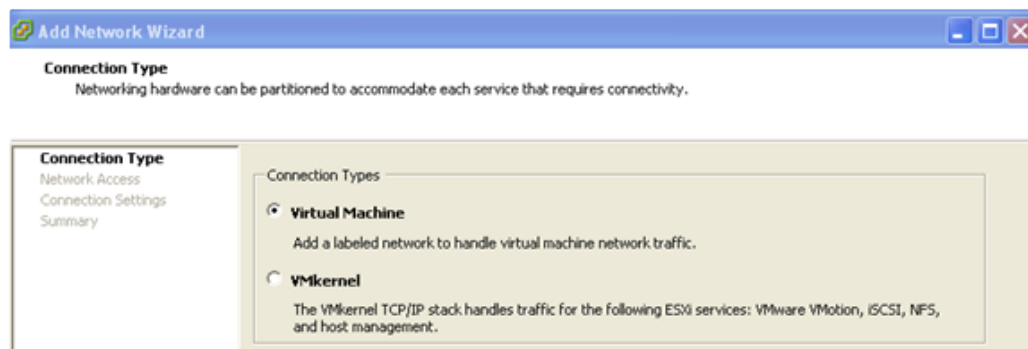 Add Network Wizard
Connection Type
Networking hardware can be partitioned to accommodate each service that requires connectivity.
Connection Type
Network Access
Connection Settings
Summary
Connection Types
Virtual Machine
Add a labeled network to handle virtual machine network traffic.
VMkernel
The VMkernel TCP/IP stack handles traffic for the following ESXi services: VMware VMotion, iSCSI, NFS,
and host management.